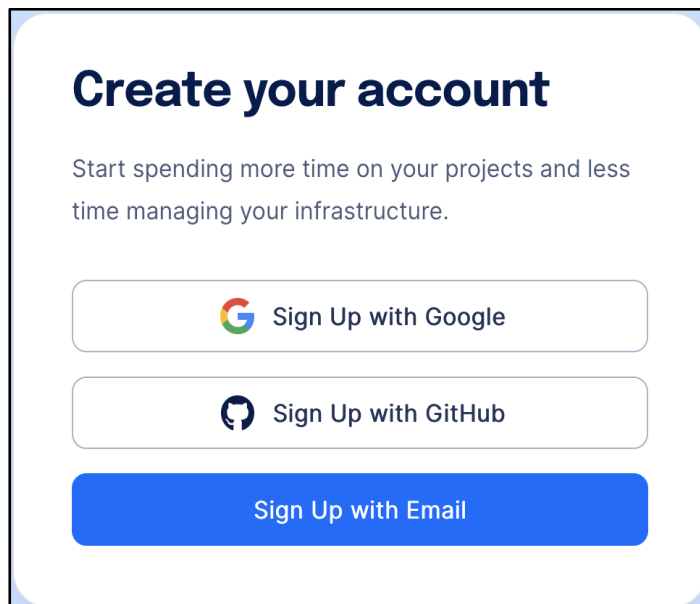 Create your account
Start spending more time on your projects and less
time managing your infrastructure.
Sign Up with Google
Sign Up with GitHub
Sign Up with Email